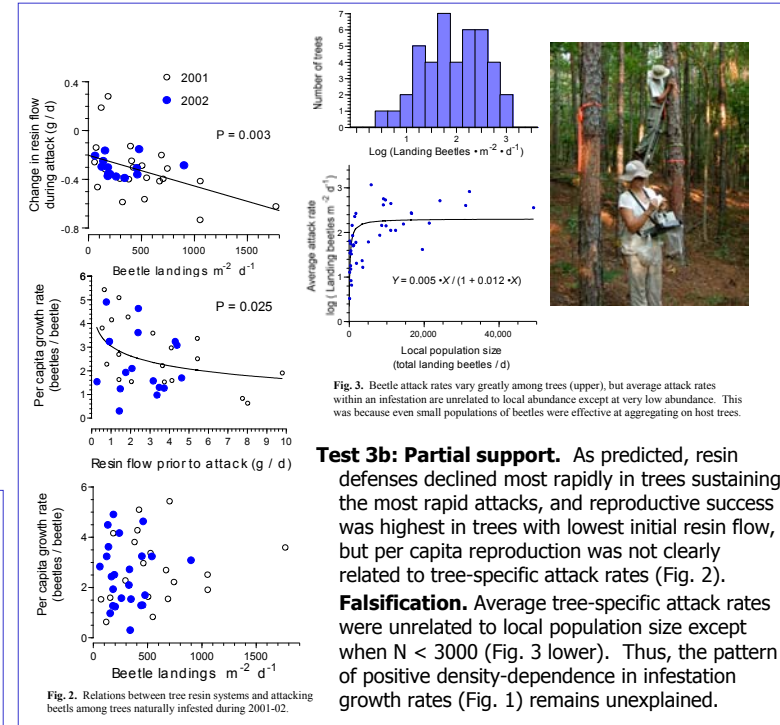 0.4
0
-0.4
-0.8
Change in resin flow
during attack (g / d)
2001
2002
P = 0.003
0 500 1000 1500
Beetle landings m-2 d-1
6
5
4
3
2
1
0
Per capita growth rate
(beetles / beetle)
P = 0.025
0 1 2 3 4 5 6 7 8 9 10
Resin flow prior to attack (g / d)
6
4
2
0
Per capita growth rate
(beetles / beetle)
0 500 1000 1500
Beetle landings m-2 d-1
Fig. 2. Relations between tree resin systems and attacking
beetls among trees naturally infested during 2001-02.
7
6
5
4
3
2
1
0
Number of trees
1 2 3
Log (Landing Beetles • m-2 • d-1)
3
2
1
0
Average attack rate
log ( Landing beetles m-2 d-1)
Y = 0.005 •X / (1 + 0.012 •X)
0 20,000 40,000
Local population size
(total landing beetles / d)
Fig. 3. Beetle attack rates vary greatly among trees (upper), but average attack rates
within an infestation are unrelated to local abundance except at very low abundance. This
was because even small populations of beetles were effective at aggregating on host trees.
Test 3b: Partial support. As predicted, resin
defenses declined most rapidly in trees sustaining
the most rapid attacks, and reproductive success
was highest in trees with lowest initial resin flow,
but per capita reproduction was not clearly
related to tree-specific attack rates (Fig. 2).
Falsification. Average tree-specific attack rates
were unrelated to local population size except
when N < 3000 (Fig. 3 lower). Thus, the pattern
of positive density-dependence in infestation
growth rates (Fig. 1) remains unexplained.